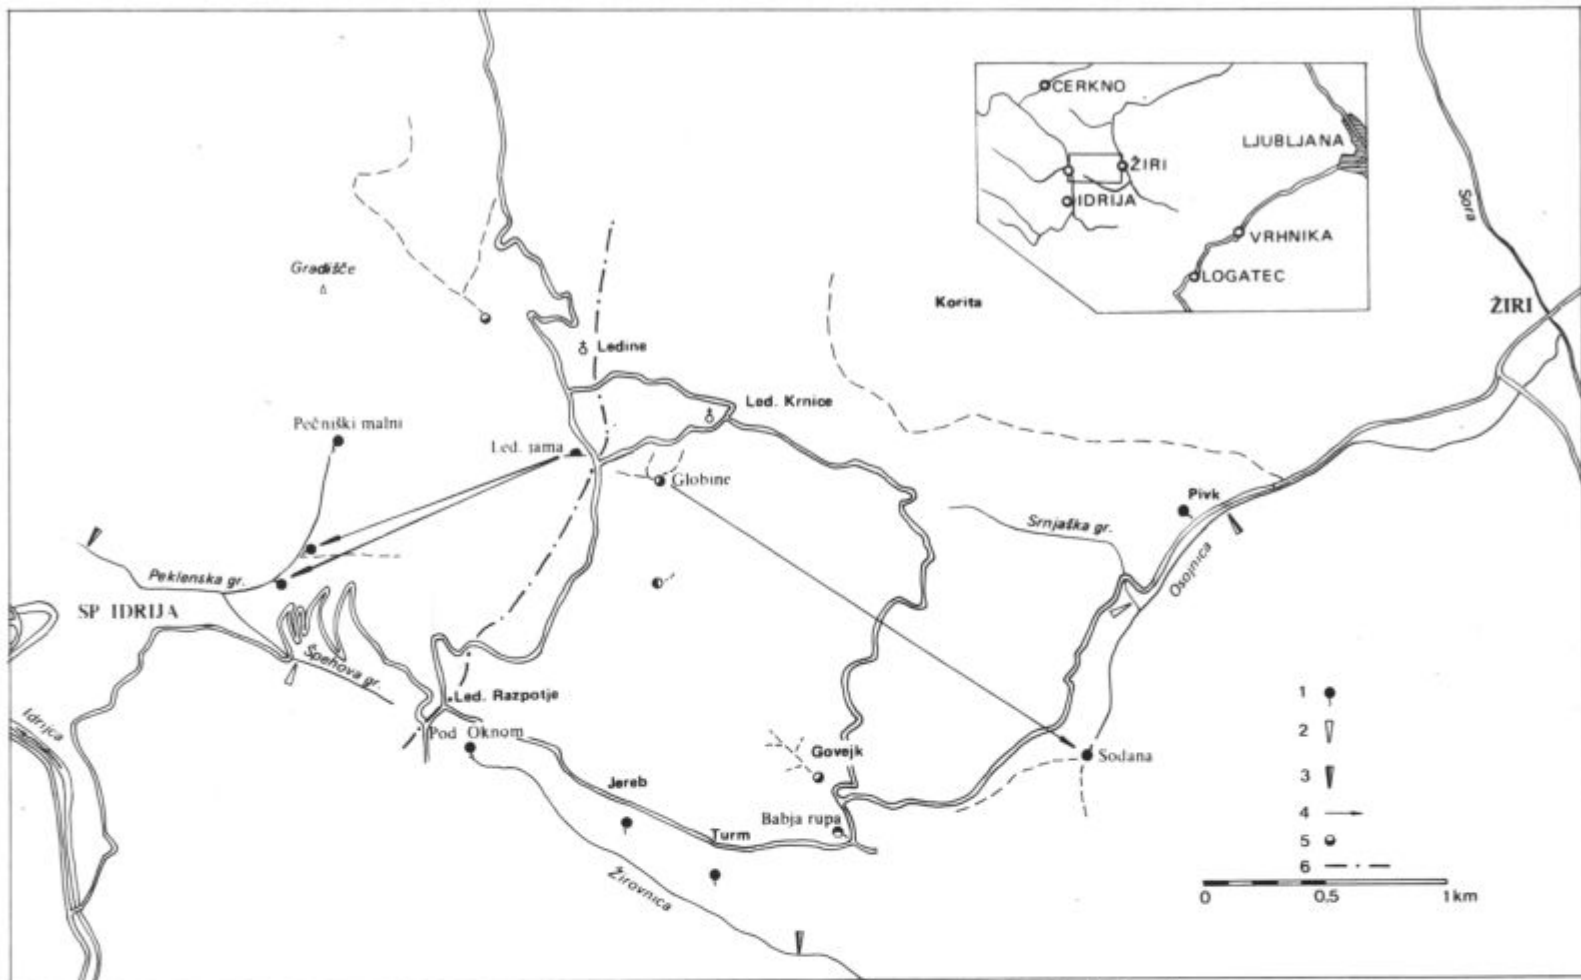 CERKNO
LJUBLJANA
ŽIRI
IDRIJA
VRHNIKA
LOGATEC
Sora
Gradišče
Korita
ŽIRI
Ledine
Led. Krnice
Pečniški malni
Led. jama
Globine
Pivk
Srnjaška gr.
Osojnica
Peklenska gr.
SP IDRIJA
Špehova gr.
Led. Razpotje
Idrijca
Pod Oknom
Govejk
Sodana
Jereb
Babja rupa
Turm
Žirovnica
1
2
3
4
5
6
0 0,5 1km